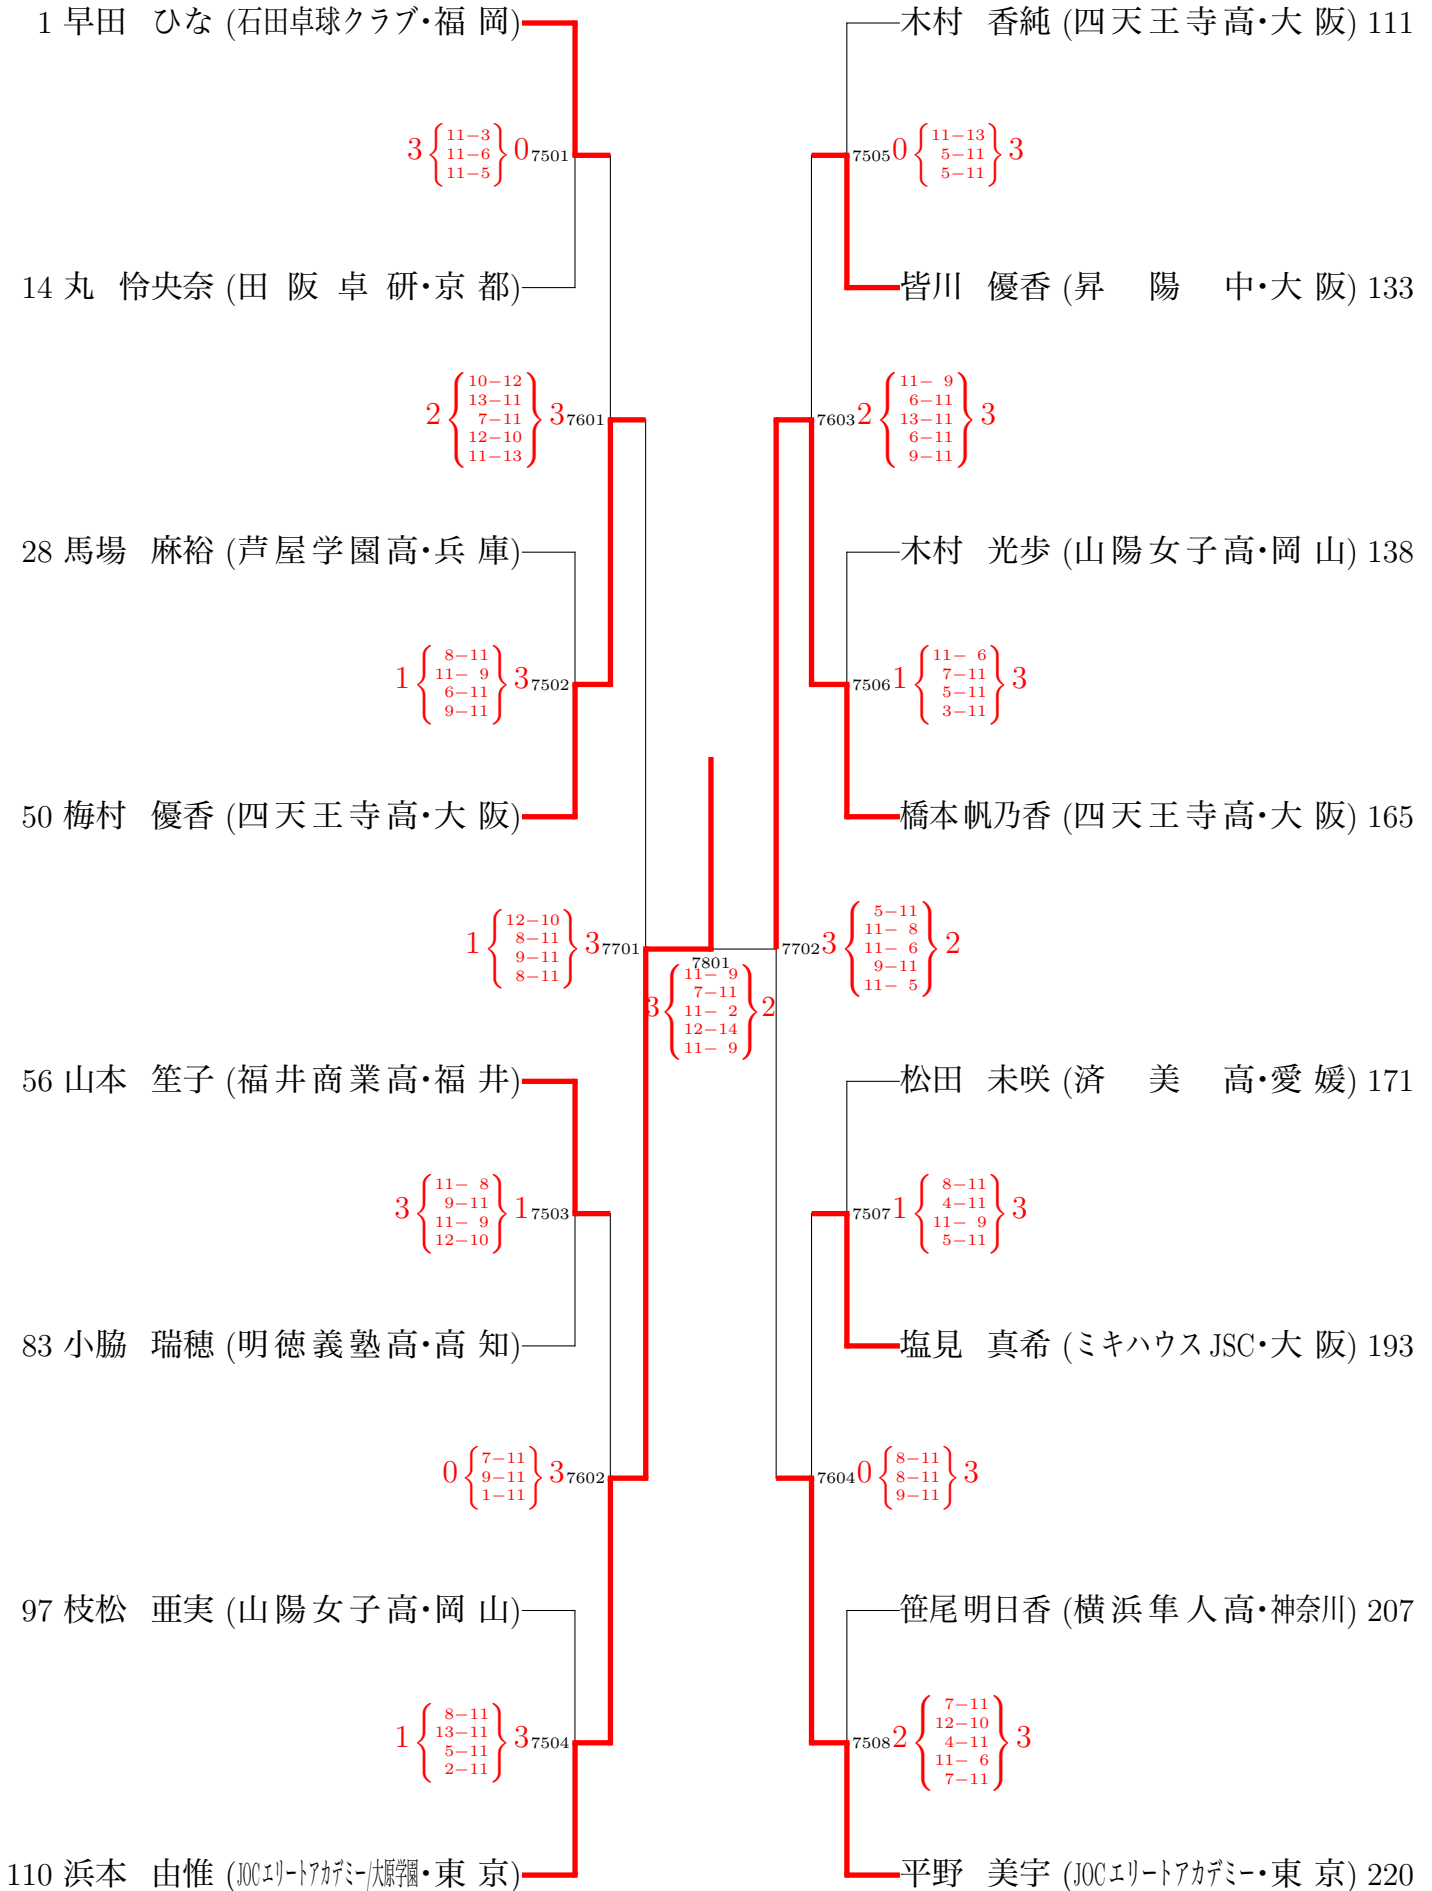 1 早田 ひな (石田卓球クラブ・福 岡)
木村 香純 (四天王寺高・大 阪) 111
3 11-3 0 7501
11-6
11-5
7505 0 11-13 3
5-11
5-11
14 丸 怜央奈 (田 阪 卓 研・京 都)
皆川 優香 (昇 陽 中・大 阪) 133
2 10-12 3 7601
13-11
7-11
12-10
11-13
7603 2 11- 9 3
6-11
13-11
6-11
9-11
28 馬場 麻裕 (芦屋学園高・兵 庫)
木村 光歩 (山陽女子高・岡 山) 138
1 8-11 3 7502
11- 9
6-11
9-11
7506 1 11- 6 3
7-11
5-11
3-11
50 梅村 優香 (四天王寺高・大 阪)
橋本帆乃香 (四天王寺高・大 阪) 165
1 12-10 3 7701
8-11
9-11
8-11
7801
3 11- 9 2
7-11
11- 2
12-14
11- 9
7702 3 5-11 2
11- 8
11- 6
9-11
11- 5
56 山本 笙子 (福井商業高・福 井)
松田 未咲 (済 美 高・愛 媛) 171
3 11- 8 1 7503
9-11
11- 9
12-10
7507 1 8-11 3
4-11
11- 9
5-11
83 小脇 瑞穂 (明徳義塾高・高 知)
塩見 真希 (ミキハウスJSC・大 阪) 193
0 7-11 3 7602
9-11
1-11
7604 0 8-11 3
8-11
9-11
97 枝松 亜実 (山陽女子高・岡 山)
笹尾明日香 (横浜隼人高・神奈川) 207
1 8-11 3 7504
13-11
5-11
2-11
7508 2 7-11 3
12-10
4-11
11- 6
7-11
110 浜本 由惟 (JOCエリートアカデミー/大原学園・東 京)
平野 美宇 (JOCエリートアカデミー・東 京) 220